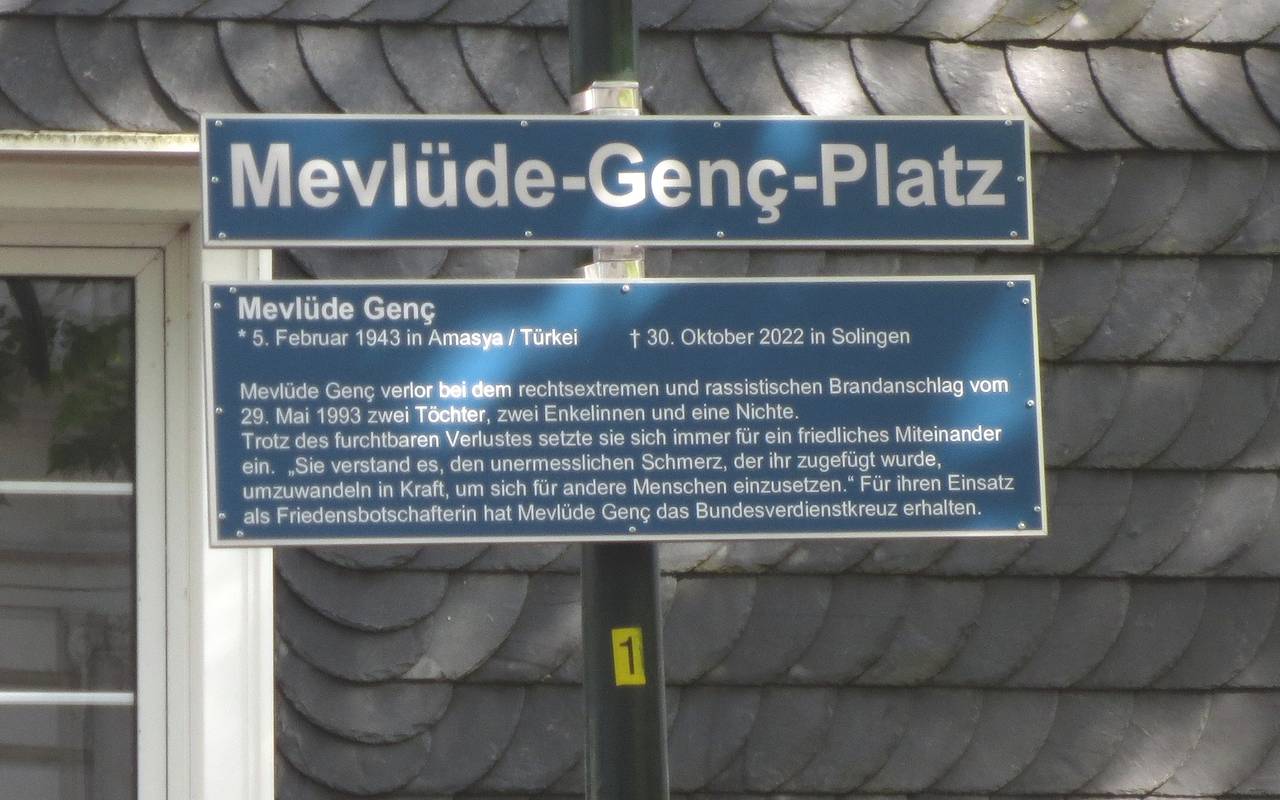 Mevlüde-Genç-Platz
Mevlüde Genç
* 5. Februar 1943 in Amasya / Türkei † 30. Oktober 2022 in Solingen
Mevlüde Genç verlor bei dem rechtsextremen und rassistischen Brandanschlag vom
29. Mai 1993 zwei Töchter, zwei Enkelinnen und eine Nichte.
Trotz des furchtbaren Verlustes setzte sie sich immer für ein friedliches Miteinander
ein. „Sie verstand es, den unermesslichen Schmerz, der ihr zugefügt wurde,
umzuwandeln in Kraft, um sich für andere Menschen einzusetzen.“ Für ihren Einsatz
als Friedensbotschafterin hat Mevlüde Genç das Bundesverdienstkreuz erhalten.
1